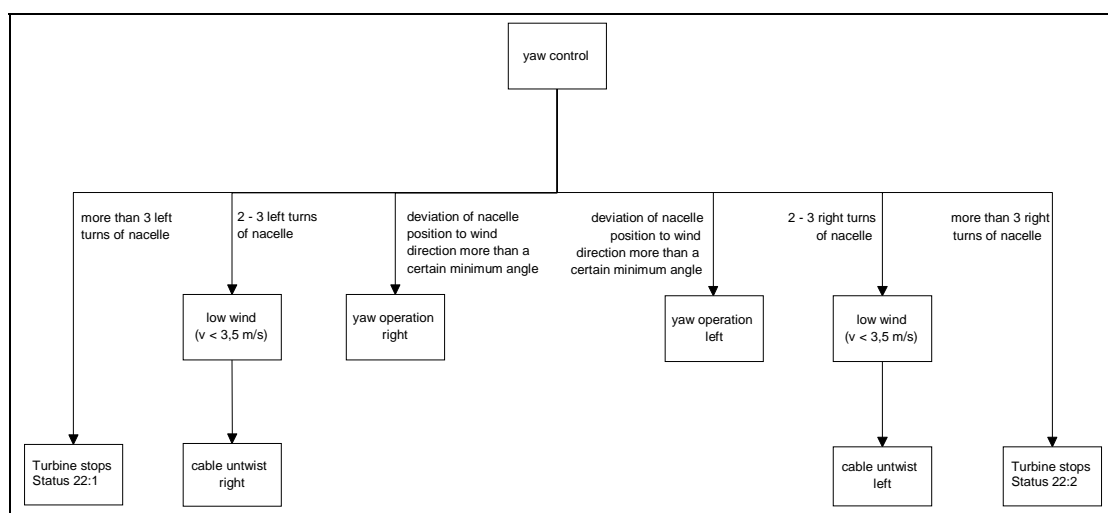 yaw control
more than 3 left
turns of nacelle
2 - 3 left turns
of nacelle
deviation of nacelle
position to wind
direction more than a
certain minimum angle
deviation of nacelle
position to wind
direction more than a
certain minimum angle
2 - 3 right turns
of nacelle
more than 3 right
turns of nacelle
low wind
(v < 3,5 m/s)
yaw operation
right
yaw operation
left
low wind
(v < 3,5 m/s)
Turbine stops
Status 22:1
cable untwist
right
cable untwist
left
Turbine stops
Status 22:2